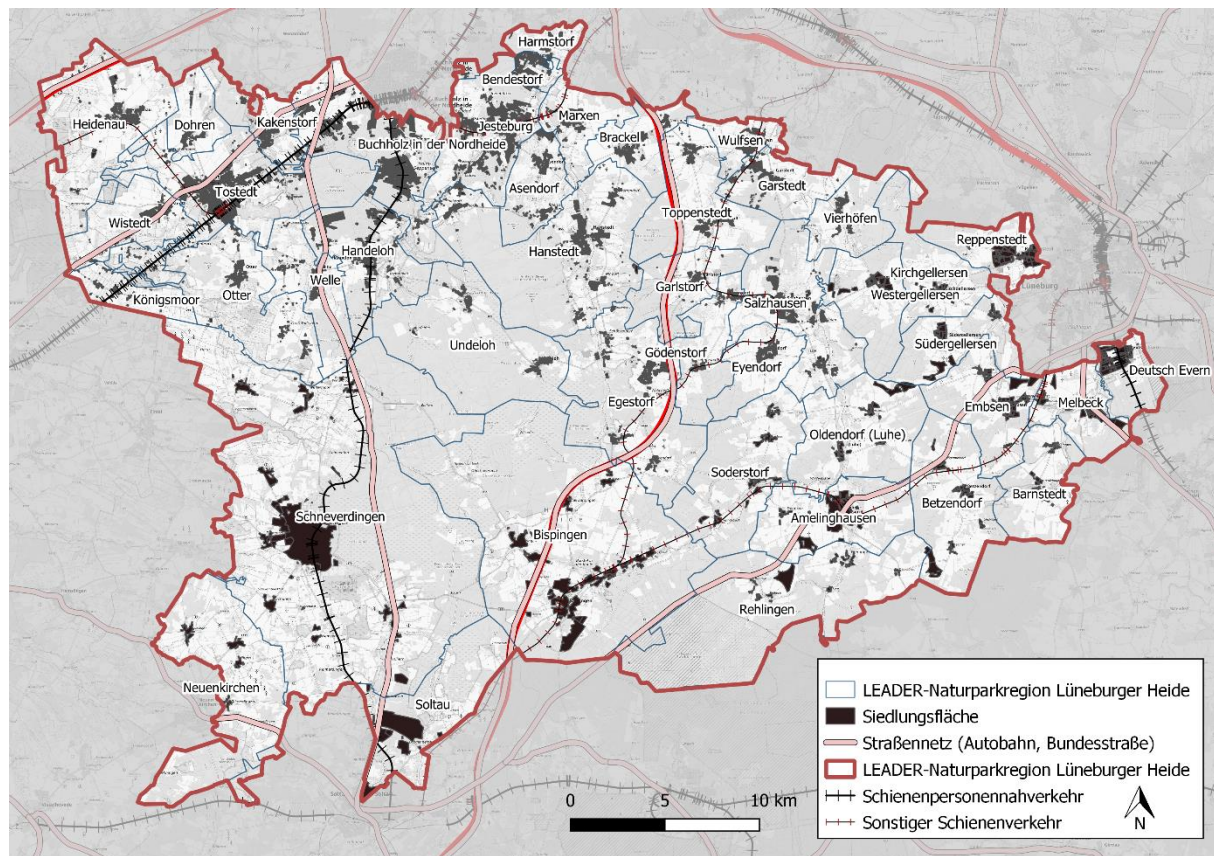 Harmstorf
Bendestorf
Heidenau
Dohren
Kakenstorf
Jesteburg
Marxen
Buchholz in der Nordheide
Brackel
Wulfsen
Tostedt
Asendorf
Garstedt
Wistedt
Toppenstedt
Vierhöfen
Handeloh
Hanstedt
Reppenstedt
Königsmoor
Otter
Welle
Garlstorf
Kirchgellersen
Westergellersen
Salzhausen
Undeloh
Gödenstorf
Eyendorf
Südergellersen
Deutsch Evern
Egestorf
Embsen
Melbeck
Oldendorf (Luhe)
Soderstorf
Betzendorf
Barnstedt
Schneverdingen
Amelinghausen
Bispingen
Rehlingen
Neuenkirchen
Soltau
LEADER-Naturparkregion Lüneburger Heide
Siedlungsfläche
Straßennetz (Autobahn, Bundesstraße)
LEADER-Naturparkregion Lüneburger Heide
Schienenpersonennahverkehr
Sonstiger Schienenverkehr
N
0 5 10 km